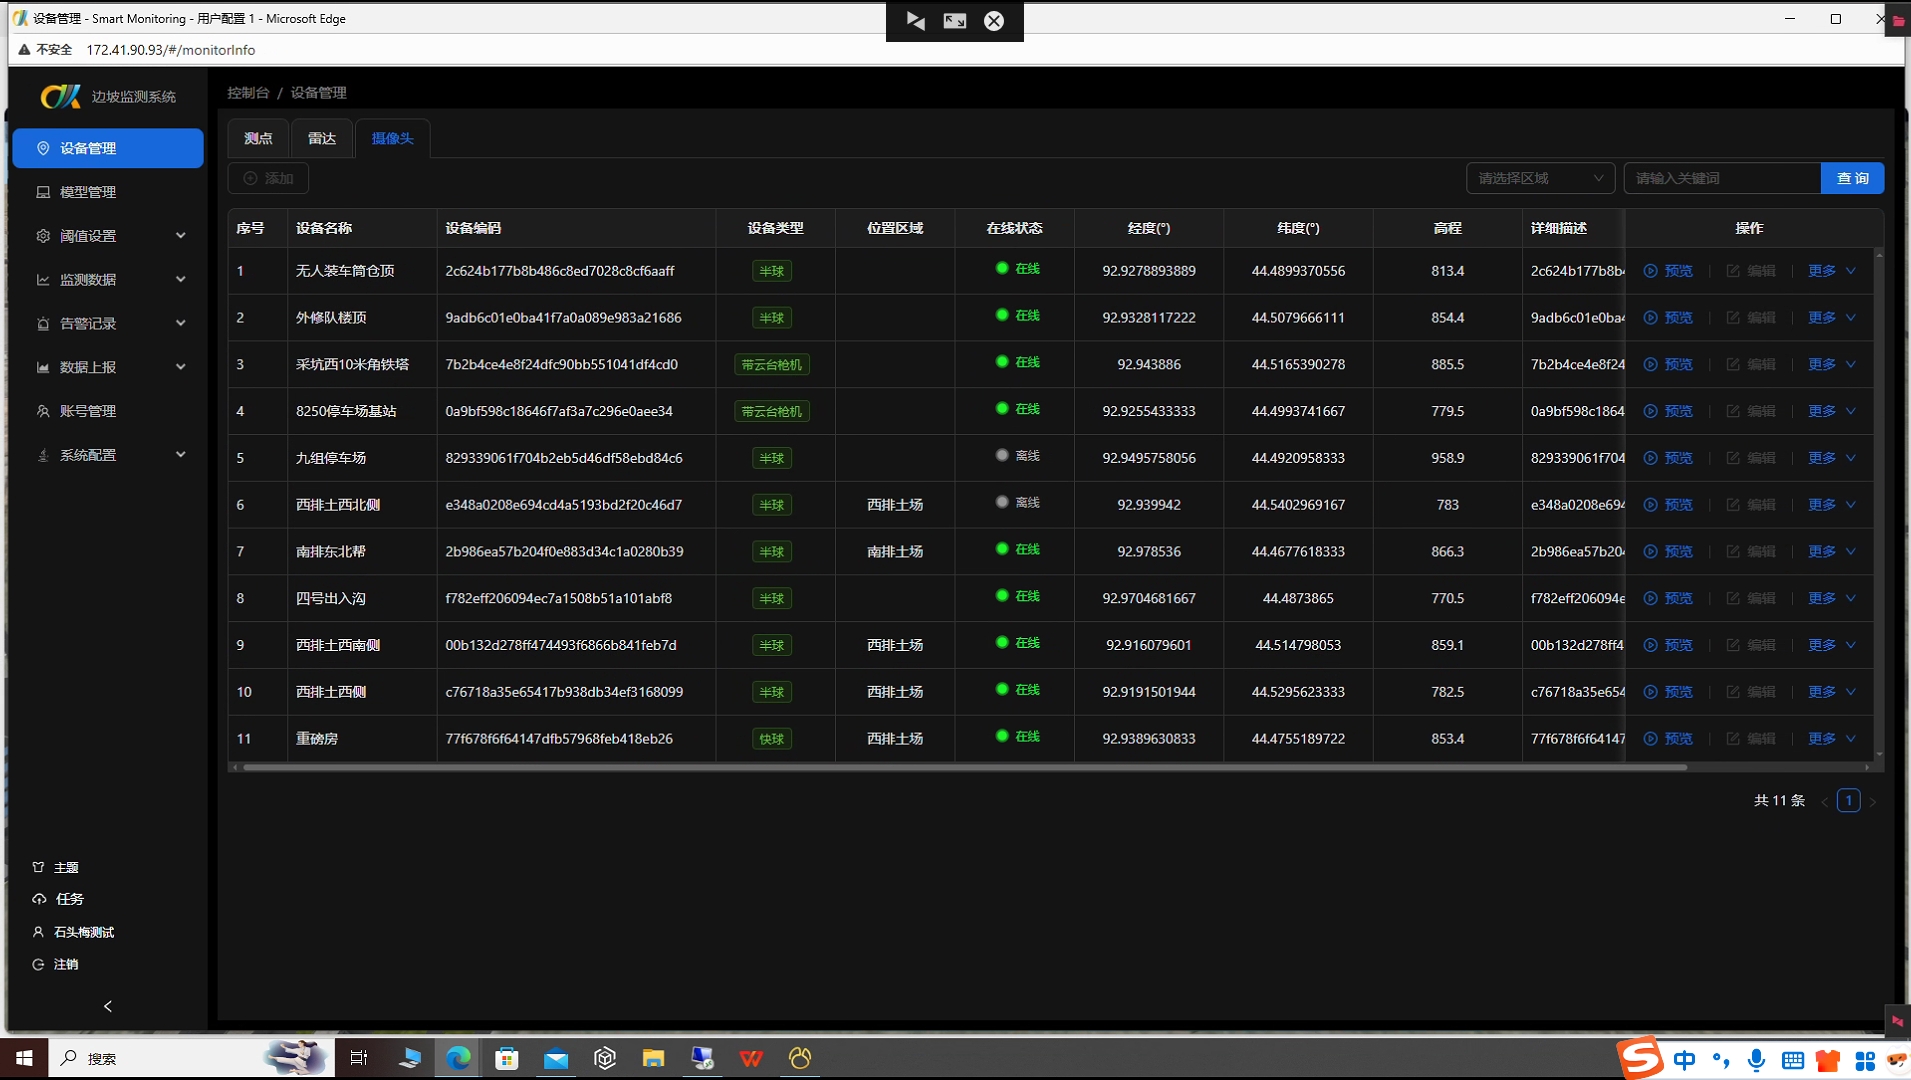 设备管理 - Smart Monitoring - 用户配置 1 - Microsoft Edge
不安全 172.41.90.93/#/monitorInfo
边坡监测系统
设备管理
模型管理
阈值设置
监测数据
告警记录
数据上报
账号管理
系统配置
主题
任务
石头梅测试
注销
控制台 / 设备管理
测点 雷达 摄像头
添加 请选择区域 请输入关键词 查 询
序号 设备名称 设备编码 设备类型 位置区域 在线状态 经度(°) 纬度(°) 高程 详细描述 操作
1 无人装车筒仓顶 2c624b177b8b486c8ed7028c8cf6aaff 半球 在线 92.9278893889 44.4899370556 813.4 2c624b177b8b4 预览 编辑 更多
2 外修队楼顶 9adb6c01e0ba41f7a0a089e983a21686 半球 在线 92.9328117222 44.5079666111 854.4 9adb6c01e0ba4 预览 编辑 更多
3 采坑西10米角铁塔 7b2b4ce4e8f24dfc90bb551041df4cd0 带云台枪机 在线 92.943886 44.5165390278 885.5 7b2b4ce4e8f24 预览 编辑 更多
4 8250停车场基站 0a9bf598c18646f7af3a7c296e0aee34 带云台枪机 在线 92.9255433333 44.4993741667 779.5 0a9bf598c1864 预览 编辑 更多
5 九组停车场 829339061f704b2eb5d46df58ebd84c6 半球 离线 92.9495758056 44.4920958333 958.9 829339061f704 预览 编辑 更多
6 西排土西北侧 e348a0208e694cd4a5193bd2f20c46d7 半球 西排土场 离线 92.939942 44.5402969167 783 e348a0208e694 预览 编辑 更多
7 南排东北帮 2b986ea57b204f0e883d34c1a0280b39 半球 南排土场 在线 92.978536 44.4677618333 866.3 2b986ea57b204 预览 编辑 更多
8 四号出入沟 f782eff206094ec7a1508b51a101abf8 半球 在线 92.9704681667 44.4873865 770.5 f782eff206094e 预览 编辑 更多
9 西排土西南侧 00b132d278ff474493f6866b841feb7d 半球 西排土场 在线 92.916079601 44.514798053 859.1 00b132d278ff4 预览 编辑 更多
10 西排土西侧 c76718a35e65417b938db34ef3168099 半球 西排土场 在线 92.9191501944 44.5295623333 782.5 c76718a35e654 预览 编辑 更多
11 重磅房 77f678f6f64147dfb57968feb418eb26 快球 西排土场 在线 92.9389630833 44.4755189722 853.4 77f678f6f64147 预览 编辑 更多
共 11 条 1
搜索
中